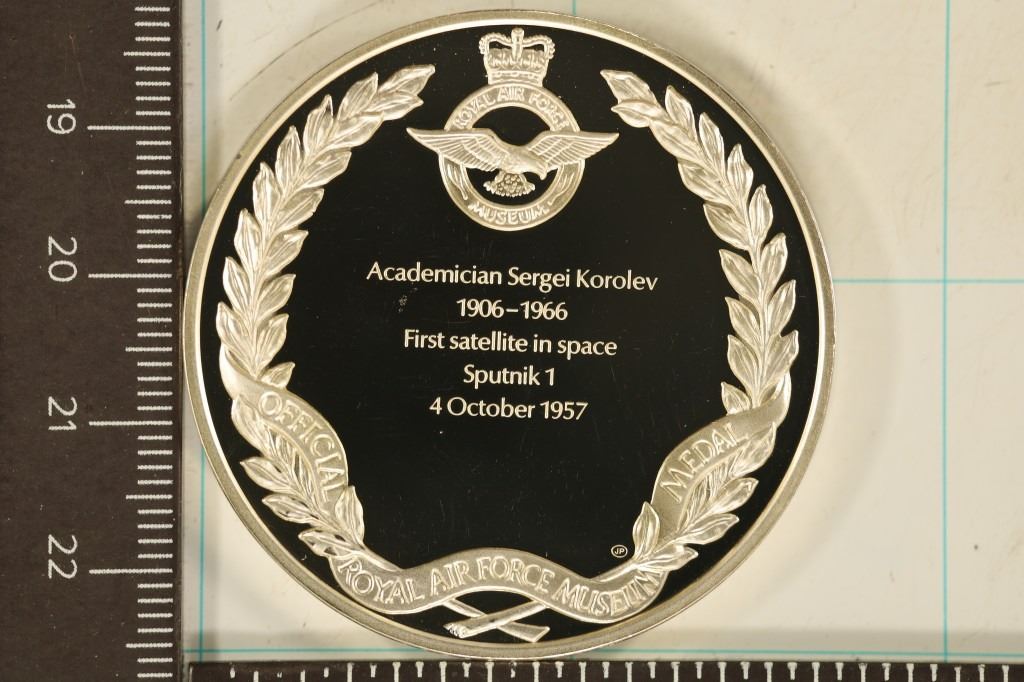 ROYAL AIR FORCE
MUSEUM
Academician Sergei Korolev
1906–1966
First satellite in space
Sputnik 1
4 October 1957
OFFICIAL
MEDAL
JP
ROYAL AIR FORCE MUSEUM
19
20
21
22